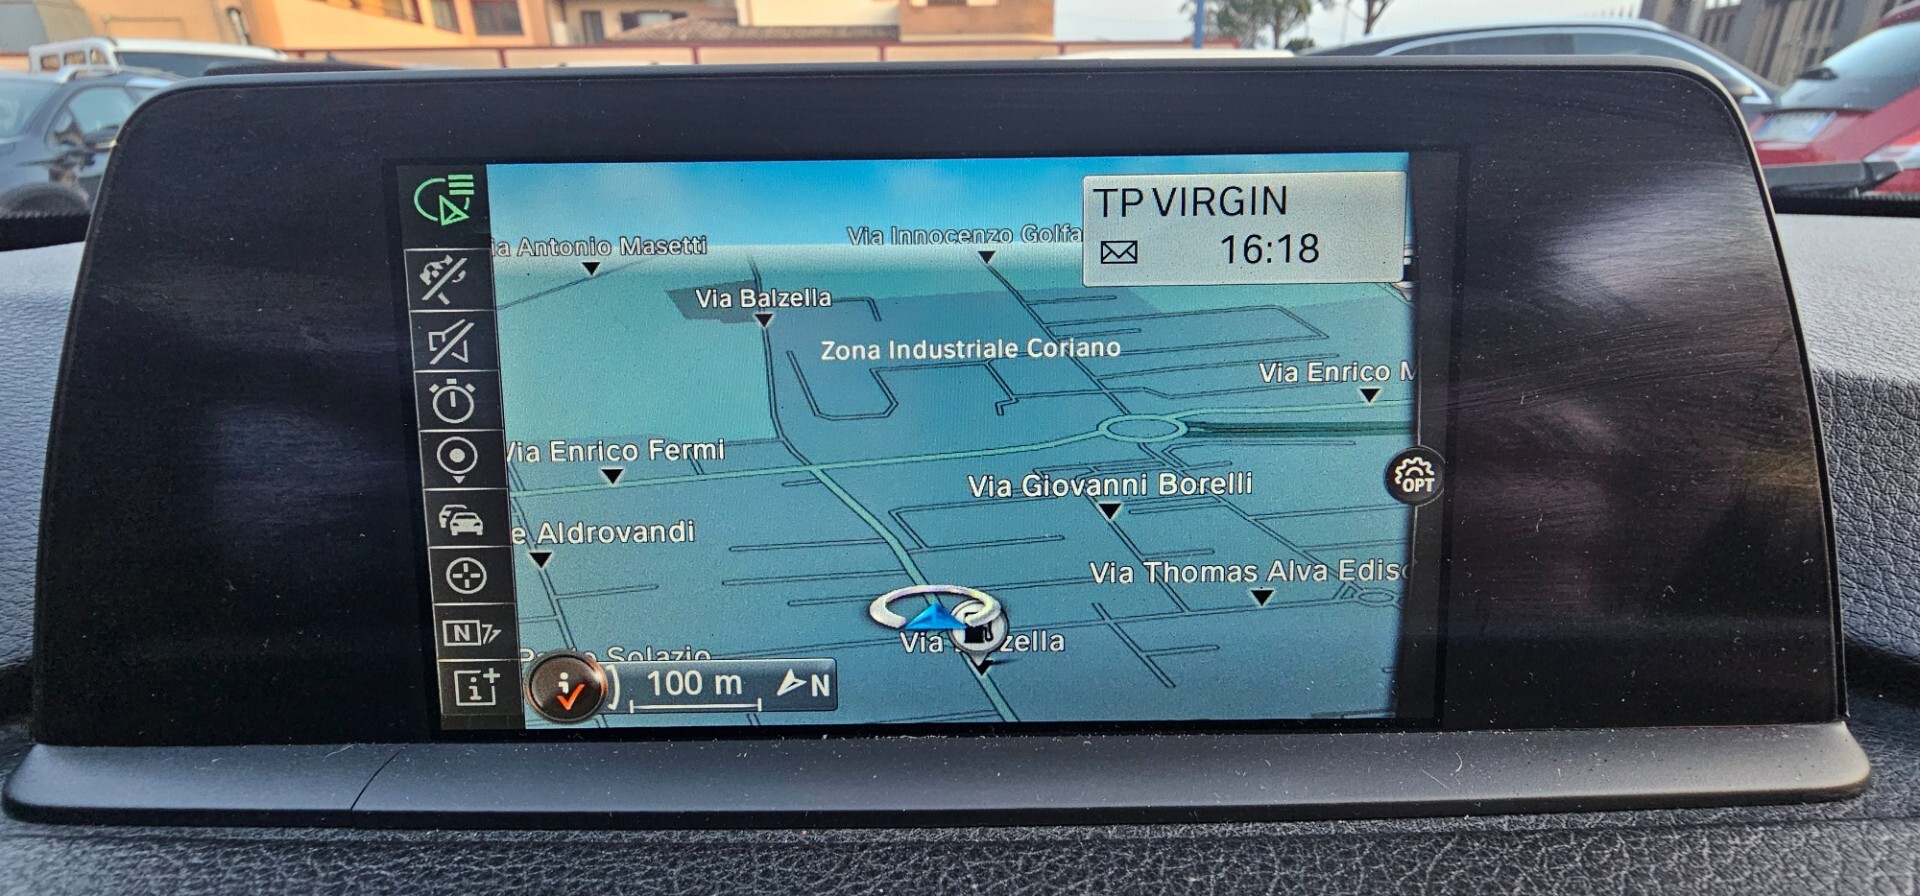 TP VIRGIN
16:18
Via Innocenzo Golfa
ia Antonio Masetti
Via Balzella
Zona Industriale Coriano
Via Enrico M
Via Enrico Fermi
Via Giovanni Borelli
OPT
e Aldrovandi
Via Thomas Alva Edis
Via zella
Solazio
100 m
N
N
i
i